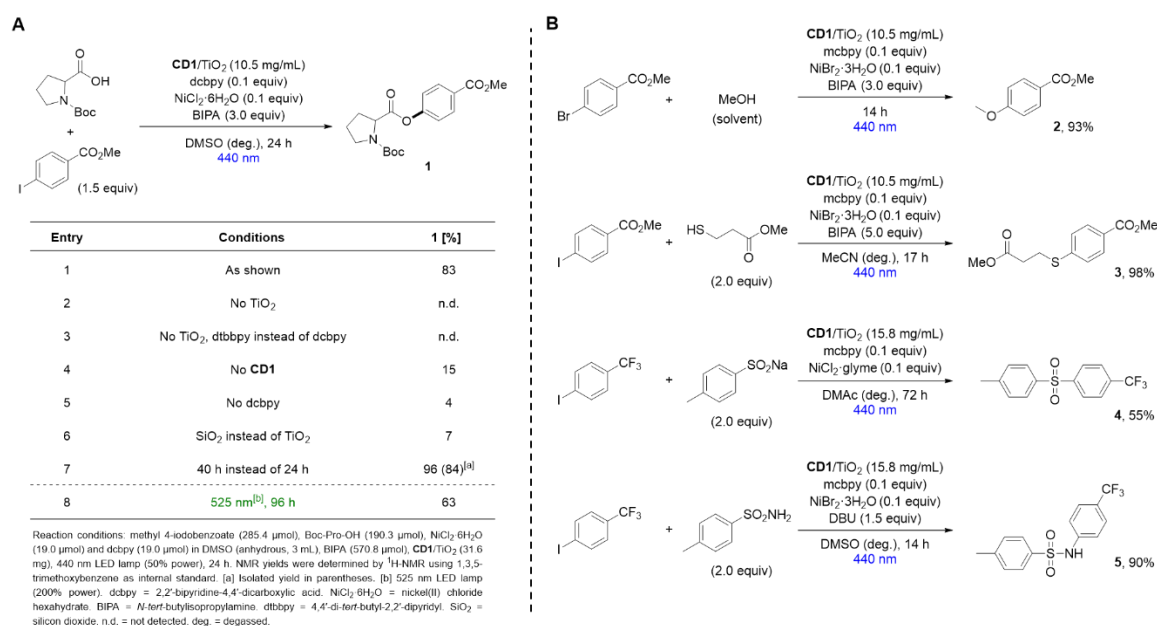 A
OH
O
N
Boc
+
CO₂Me
I
(1.5 equiv)
CD1/TiO₂ (10.5 mg/mL)
dcbpy (0.1 equiv)
NiCl₂·6H₂O (0.1 equiv)
BIPA (3.0 equiv)
DMSO (deg.), 24 h
440 nm
CO₂Me
O
O
N
Boc
1
Entry Conditions 1 [%]
1 As shown 83
2 No TiO₂ n.d.
3 No TiO₂, dtbbpy instead of dcbpy n.d.
4 No CD1 15
5 No dcbpy 4
6 SiO₂ instead of TiO₂ 7
7 40 h instead of 24 h 96 (84)[a]
8 525 nm[b], 96 h 63
Reaction conditions: methyl 4-iodobenzoate (285.4 µmol), Boc-Pro-OH (190.3 µmol), NiCl₂·6H₂O
(19.0 µmol) and dcbpy (19.0 µmol) in DMSO (anhydrous, 3 mL), BIPA (570.8 µmol), CD1/TiO₂ (31.6
mg), 440 nm LED lamp (50% power), 24 h. NMR yields were determined by ¹H-NMR using 1,3,5-
trimethoxybenzene as internal standard. [a] Isolated yield in parentheses. [b] 525 nm LED lamp
(200% power). dcbpy = 2,2'-bipyridine-4,4'-dicarboxylic acid. NiCl₂·6H₂O = nickel(II) chloride
hexahydrate. BIPA = N-tert-butylisopropylamine. dtbbpy = 4,4'-di-tert-butyl-2,2'-dipyridyl. SiO₂ =
silicon dioxide. n.d. = not detected. deg. = degassed.
B
CO₂Me
Br
+
MeOH
(solvent)
CD1/TiO₂ (10.5 mg/mL)
mcbpy (0.1 equiv)
NiBr₂·3H₂O (0.1 equiv)
BIPA (3.0 equiv)
14 h
440 nm
CO₂Me
O
2, 93%
CO₂Me
I
+
HS
OMe
O
(2.0 equiv)
CD1/TiO₂ (10.5 mg/mL)
mcbpy (0.1 equiv)
NiBr₂·3H₂O (0.1 equiv)
BIPA (5.0 equiv)
MeCN (deg.), 17 h
440 nm
CO₂Me
O
MeO
S
3, 98%
CF₃
I
+
SO₂Na
(2.0 equiv)
CD1/TiO₂ (15.8 mg/mL)
mcbpy (0.1 equiv)
NiCl₂·glyme (0.1 equiv)
DMAc (deg.), 72 h
440 nm
O
S
O
CF₃
4, 55%
CF₃
I
+
SO₂NH₂
(2.0 equiv)
CD1/TiO₂ (15.8 mg/mL)
mcbpy (0.1 equiv)
NiBr₂·3H₂O (0.1 equiv)
DBU (1.5 equiv)
DMSO (deg.), 14 h
440 nm
CF₃
O
S
NH
O
5, 90%